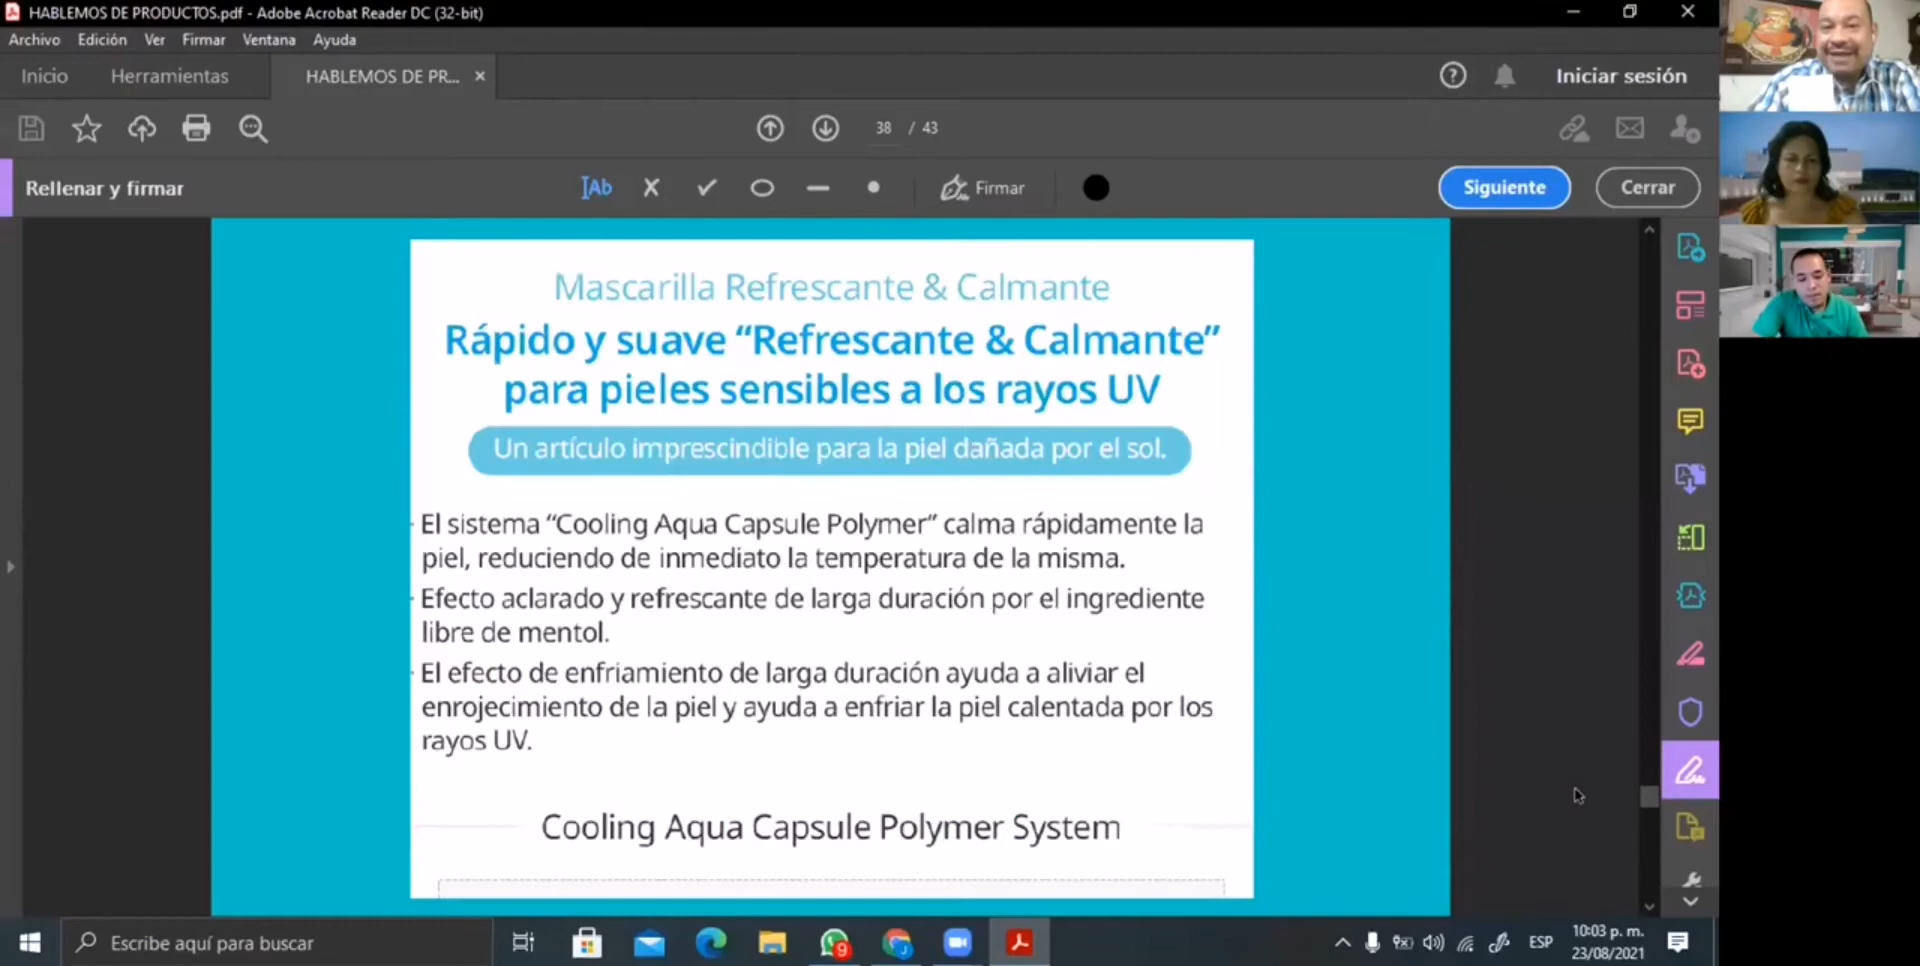 HABLEMOS DE PRODUCTOS.pdf - Adobe Acrobat Reader DC (32-bit)
Archivo Edición Ver Firmar Ventana Ayuda
Inicio Herramientas HABLEMOS DE PR... × Iniciar sesión
38 / 43
Rellenar y firmar Ab Firmar Siguiente Cerrar
Mascarilla Refrescante & Calmante
Rápido y suave “Refrescante & Calmante”
para pieles sensibles a los rayos UV
Un artículo imprescindible para la piel dañada por el sol.
· El sistema “Cooling Aqua Capsule Polymer” calma rápidamente la
piel, reduciendo de inmediato la temperatura de la misma.
· Efecto aclarado y refrescante de larga duración por el ingrediente
libre de mentol.
· El efecto de enfriamiento de larga duración ayuda a aliviar el
enrojecimiento de la piel y ayuda a enfriar la piel calentada por los
rayos UV.
Cooling Aqua Capsule Polymer System
Escribe aquí para buscar
9
ESP
10:03 p. m.
23/08/2021